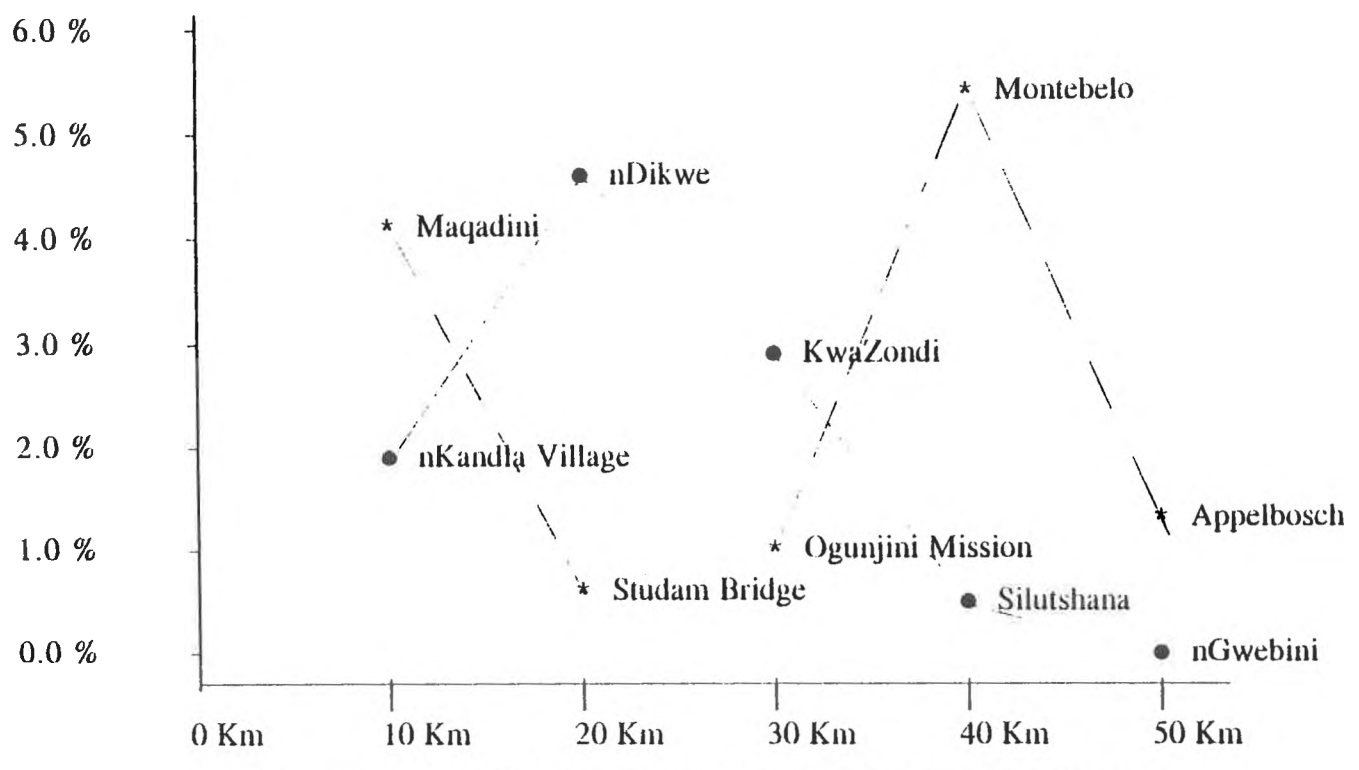 6.0 %
Montebelo
5.0 %
nDikwe
Maqadini
4.0 %
3.0 %
KwaZondi
2.0 %
nKandla Village
Appelbosch
1.0 %
Ogunjini Mission
Studam Bridge
Silutshana
0.0 %
nGwebini
0 Km 10 Km 20 Km 30 Km 40 Km 50 Km